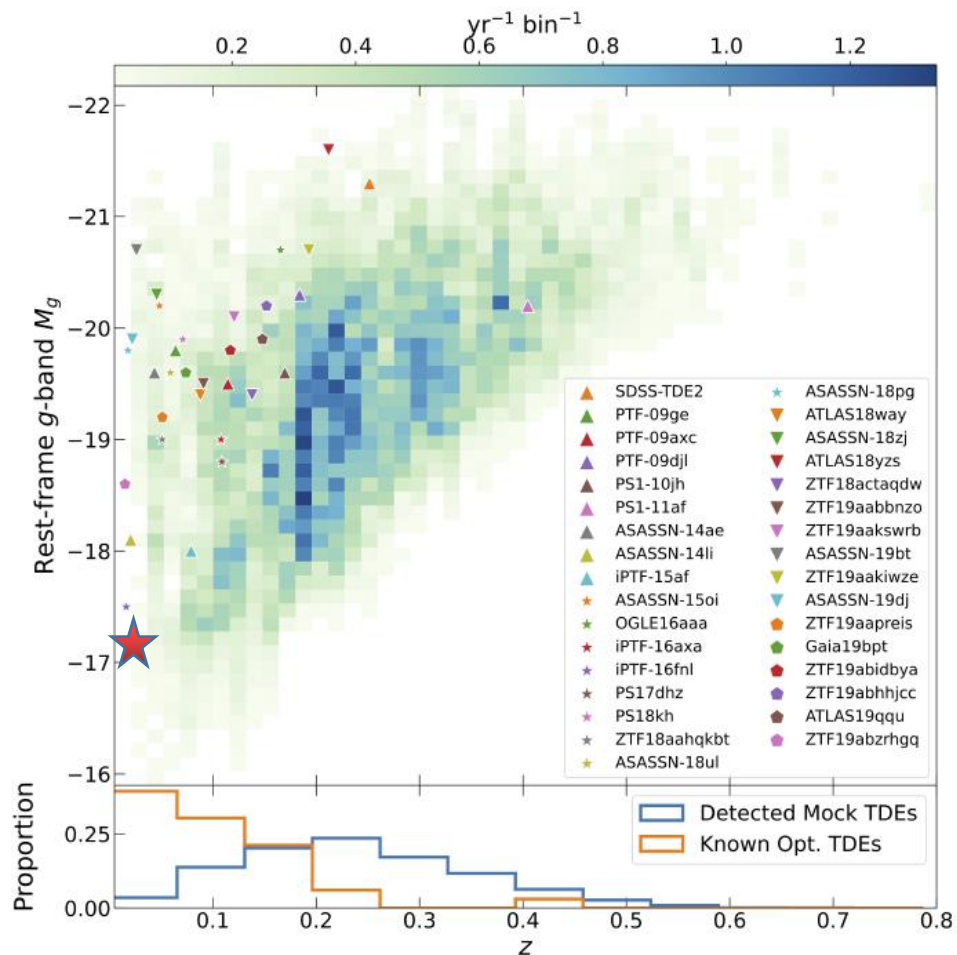 yr⁻¹ bin⁻¹
0.2 0.4 0.6 0.8 1.0 1.2
Rest-frame g-band M_g
−22
−21
−20
−19
−18
−17
−16
SDSS-TDE2
PTF-09ge
PTF-09axc
PTF-09djl
PS1-10jh
PS1-11af
ASASSN-14ae
ASASSN-14li
iPTF-15af
ASASSN-15oi
OGLE16aaa
iPTF-16axa
iPTF-16fnl
PS17dhz
PS18kh
ZTF18aahqkbt
ASASSN-18ul
ASASSN-18pg
ATLAS18way
ASASSN-18zj
ATLAS18yzs
ZTF18actaqdw
ZTF19aabbnzo
ZTF19aakswrb
ASASSN-19bt
ZTF19aakiwze
ASASSN-19dj
ZTF19aapreis
Gaia19bpt
ZTF19abidbya
ZTF19abhhjcc
ATLAS19qqu
ZTF19abzrhgq
Proportion
0.25
0.00
Detected Mock TDEs
Known Opt. TDEs
0.1 0.2 0.3 0.4 0.5 0.6 0.7 0.8
z